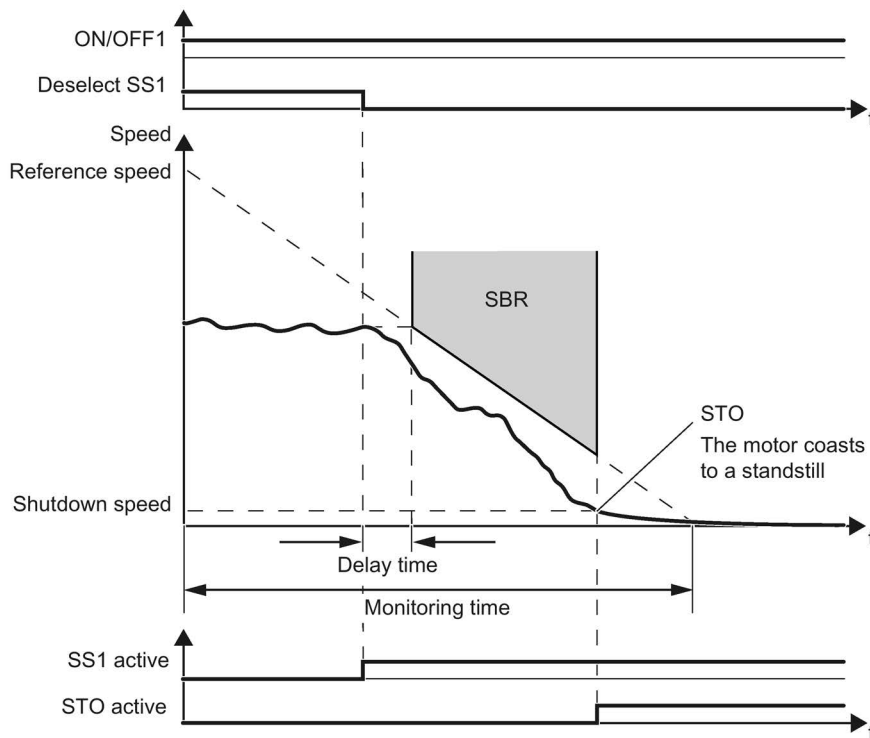 ON/OFF1
Deselect SS1
t
Speed
Reference speed
SBR
STO
The motor coasts
to a standstill
Shutdown speed
t
Delay time
Monitoring time
SS1 active
STO active
t